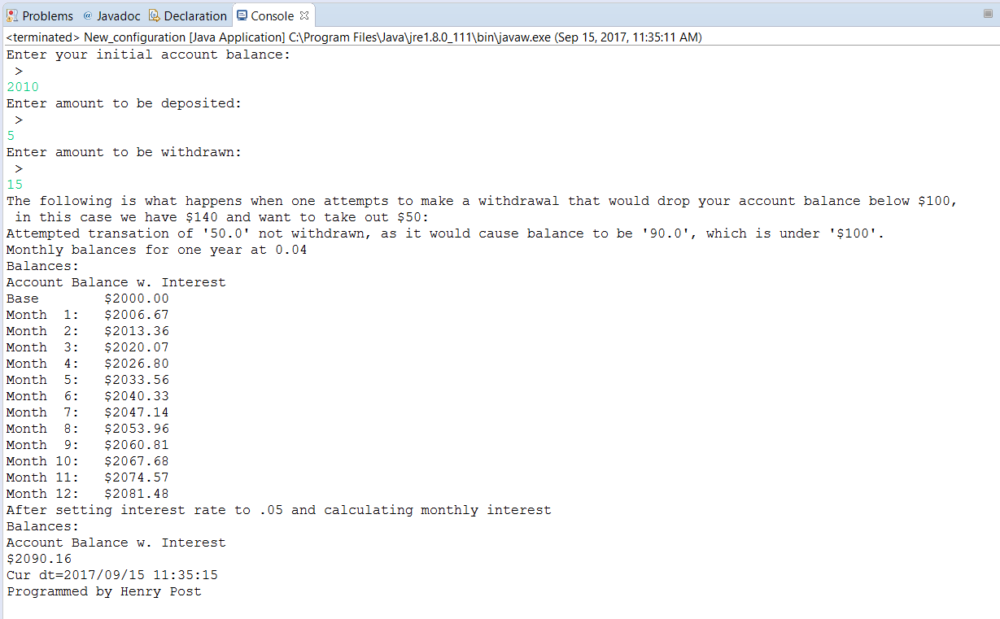 Problems @ Javadoc Declaration Console
<terminated> New_configuration [Java Application] C:\Program Files\Java\jre1.8.0_111\bin\javaw.exe (Sep 15, 2017, 11:35:11 AM)
Enter your initial account balance:
 >
2010
Enter amount to be deposited:
 >
5
Enter amount to be withdrawn:
 >
15
The following is what happens when one attempts to make a withdrawal that would drop your account balance below $100,
 in this case we have $140 and want to take out $50:
Attempted transation of '50.0' not withdrawn, as it would cause balance to be '90.0', which is under '$100'.
Monthly balances for one year at 0.04
Balances:
Account Balance w. Interest
Base        $2000.00
Month  1:   $2006.67
Month  2:   $2013.36
Month  3:   $2020.07
Month  4:   $2026.80
Month  5:   $2033.56
Month  6:   $2040.33
Month  7:   $2047.14
Month  8:   $2053.96
Month  9:   $2060.81
Month 10:   $2067.68
Month 11:   $2074.57
Month 12:   $2081.48
After setting interest rate to .05 and calculating monthly interest
Balances:
Account Balance w. Interest
$2090.16
Cur dt=2017/09/15 11:35:15
Programmed by Henry Post